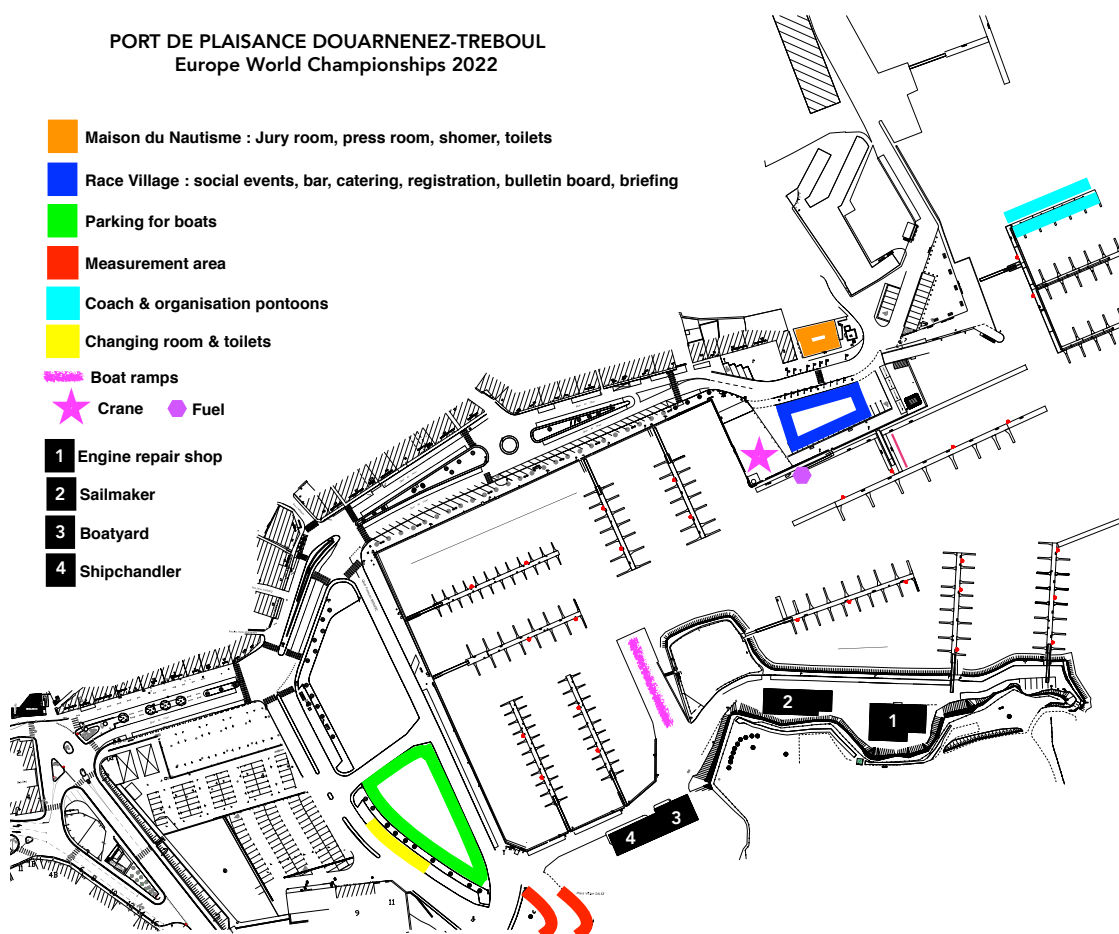 PORT DE PLAISANCE DOUARNENEZ-TREBOUL
Europe World Championships 2022
Maison du Nautisme : Jury room, press room, shomer, toilets
Race Village : social events, bar, catering, registration, bulletin board, briefing
Parking for boats
Measurement area
Coach & organisation pontoons
Changing room & toilets
Boat ramps
Crane
Fuel
1 Engine repair shop
2 Sailmaker
3 Boatyard
4 Shipchandler
2
1
3
4
9
11